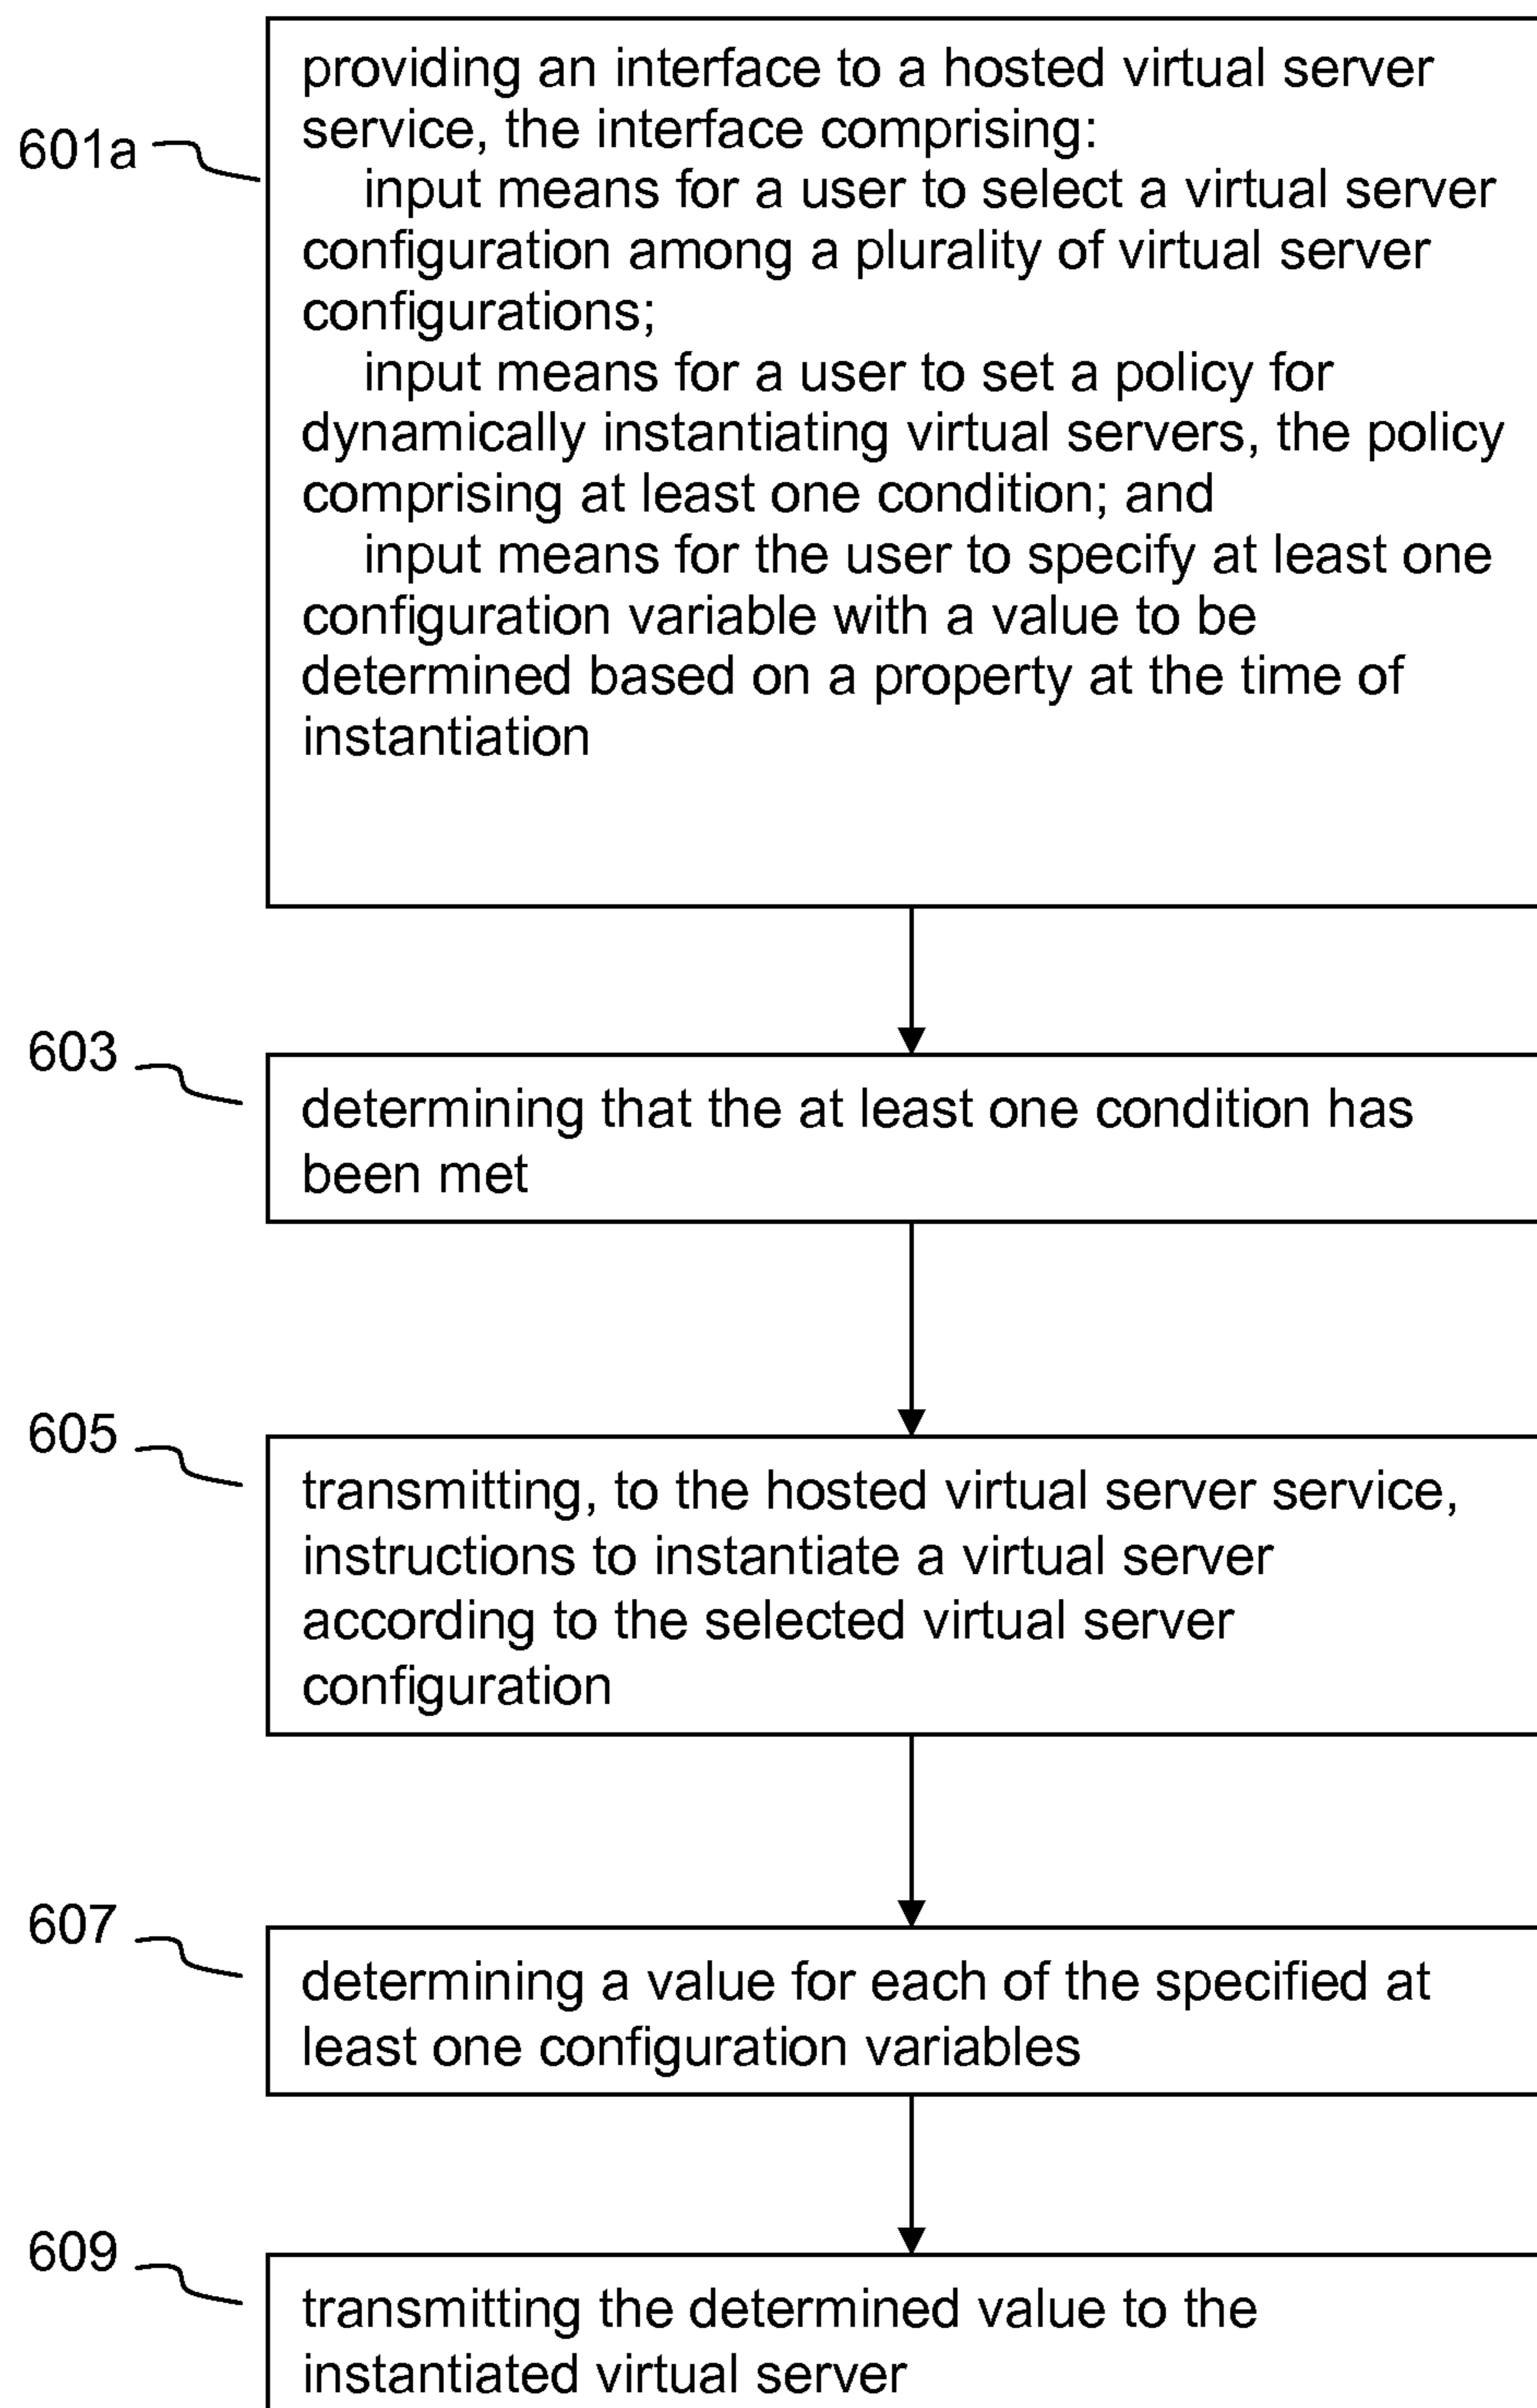 601a
providing an interface to a hosted virtual server
service, the interface comprising:
input means for a user to select a virtual server
configuration among a plurality of virtual server
configurations;
input means for a user to set a policy for
dynamically instantiating virtual servers, the policy
comprising at least one condition; and
input means for the user to specify at least one
configuration variable with a value to be
determined based on a property at the time of
instantiation
603
determining that the at least one condition has
been met
605
transmitting, to the hosted virtual server service,
instructions to instantiate a virtual server
according to the selected virtual server
configuration
607
determining a value for each of the specified at
least one configuration variables
609
transmitting the determined value to the
instantiated virtual server